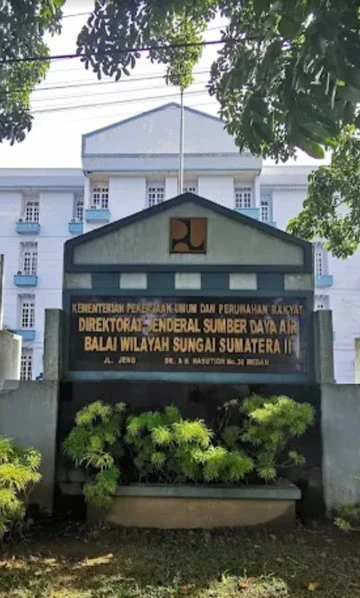 KEMENTERIAN PEKERJAAN UMUM DAN PERUMAHAN RAKYAT
DIREKTORAT JENDERAL SUMBER DAYA AIR
BALAI WILAYAH SUNGAI SUMATERA II
JL. JEND DR. A H NASUTION No.30 MEDAN